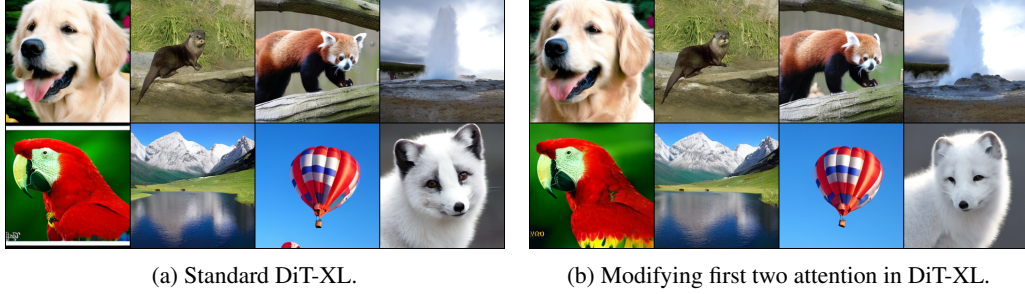 (a) Standard DiT-XL.
(b) Modifying first two attention in DiT-XL.